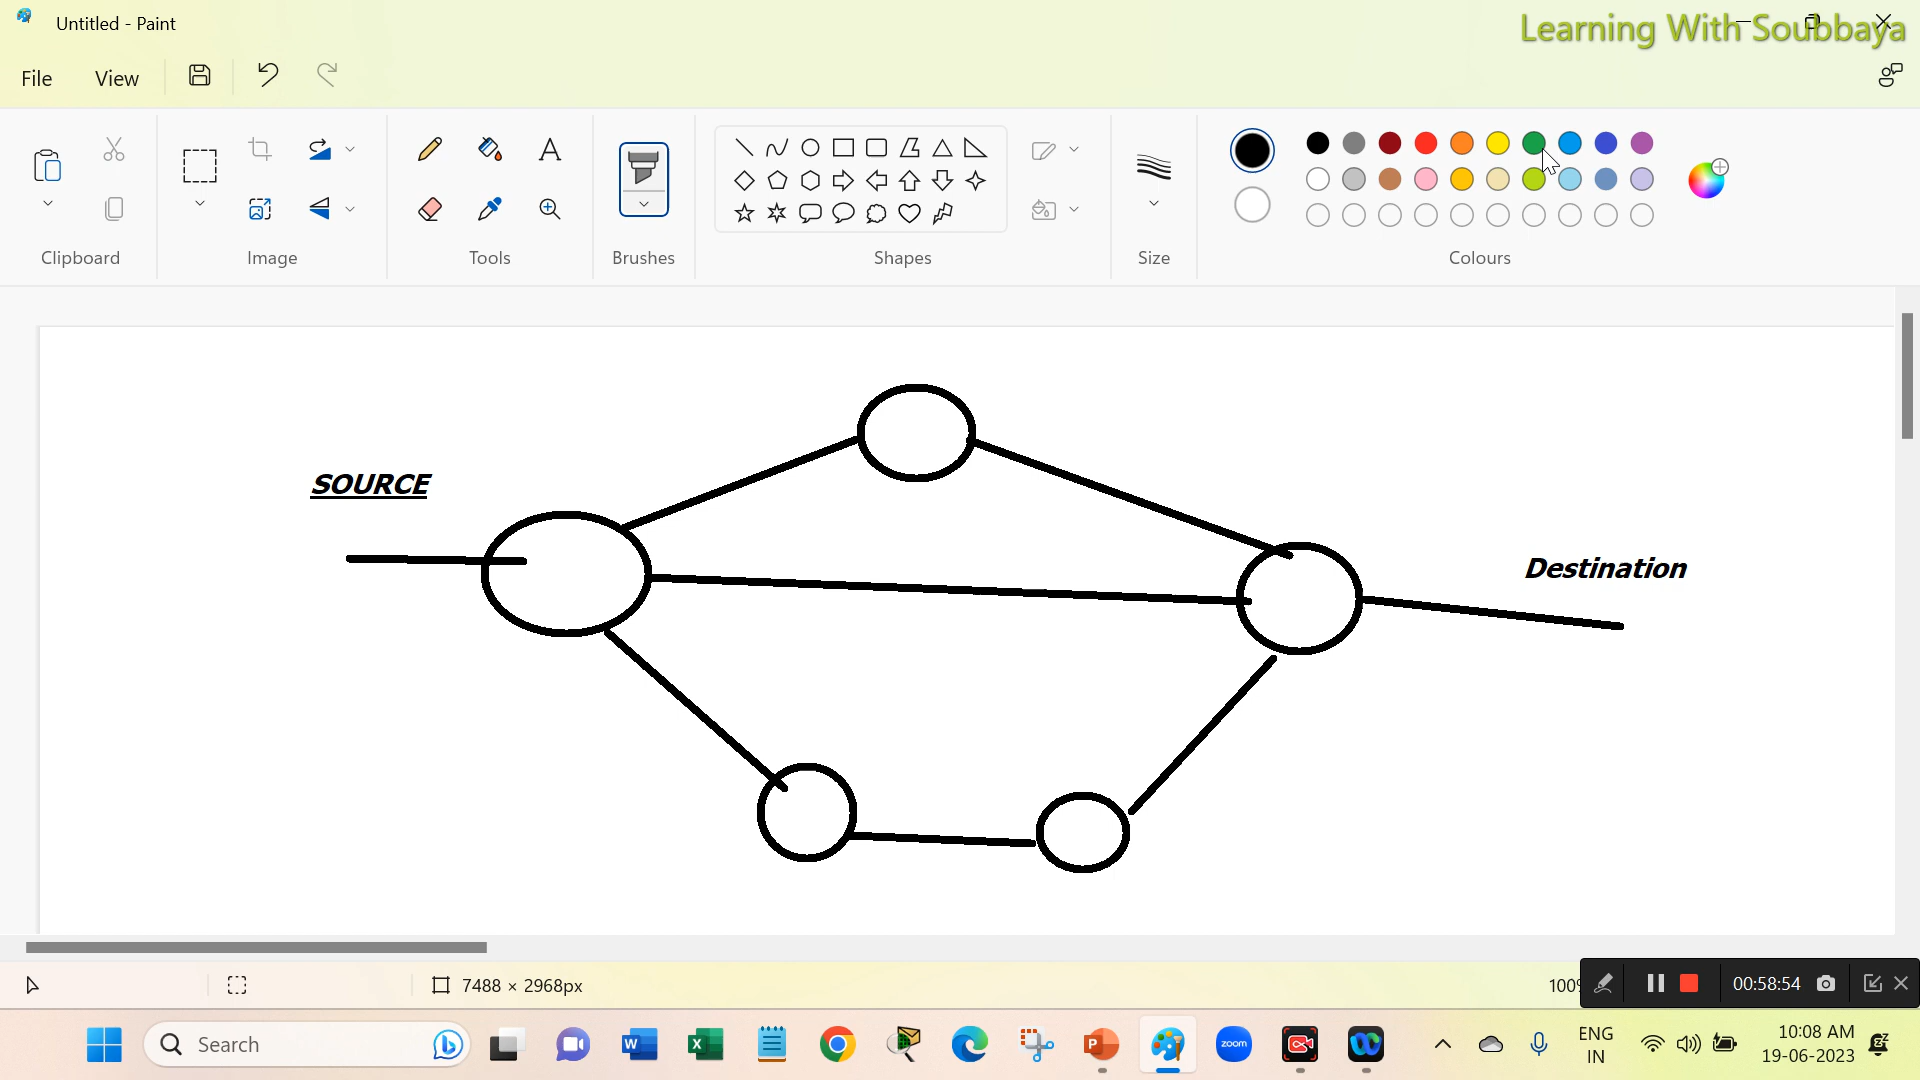 Untitled - Paint
Learning With Soubbaya
File
View
Clipboard
Image
Tools
Brushes
Shapes
Size
Colours
SOURCE
Destination
7488 × 2968px
00:58:54
Search
zoom
ENG
IN
10:08 AM
19-06-2023